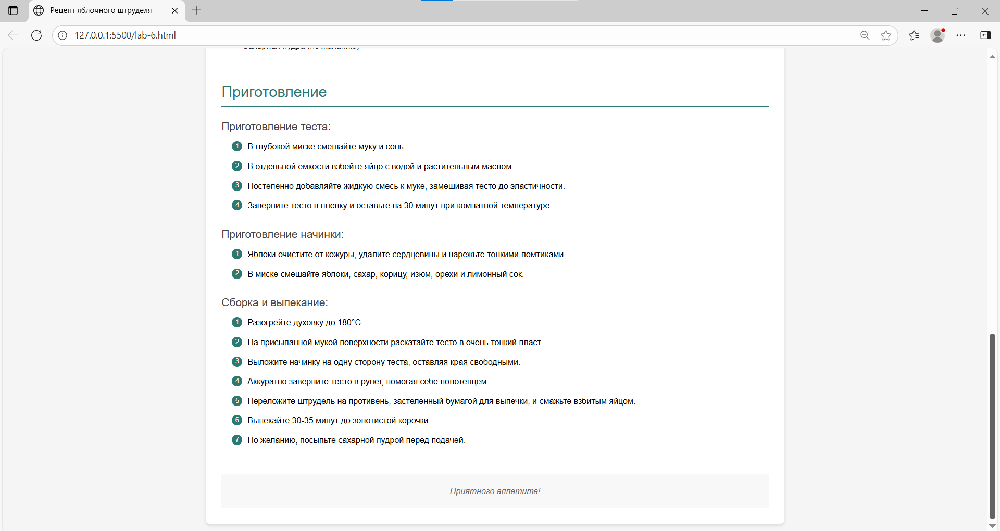 Рецепт яблочного штруделя
127.0.0.1:5500/lab-6.html
Сахарная пудра (по желанию)
Приготовление
Приготовление теста:
1 В глубокой миске смешайте муку и соль.
2 В отдельной емкости взбейте яйцо с водой и растительным маслом.
3 Постепенно добавляйте жидкую смесь к муке, замешивая тесто до эластичности.
4 Заверните тесто в пленку и оставьте на 30 минут при комнатной температуре.
Приготовление начинки:
1 Яблоки очистите от кожуры, удалите сердцевины и нарежьте тонкими ломтиками.
2 В миске смешайте яблоки, сахар, корицу, изюм, орехи и лимонный сок.
Сборка и выпекание:
1 Разогрейте духовку до 180°C.
2 На присыпанной мукой поверхности раскатайте тесто в очень тонкий пласт.
3 Выложите начинку на одну сторону теста, оставляя края свободными.
4 Аккуратно заверните тесто в рулет, помогая себе полотенцем.
5 Переложите штрудель на противень, застеленный бумагой для выпечки, и смажьте взбитым яйцом.
6 Выпекайте 30-35 минут до золотистой корочки.
7 По желанию, посыпьте сахарной пудрой перед подачей.
Приятного аппетита!